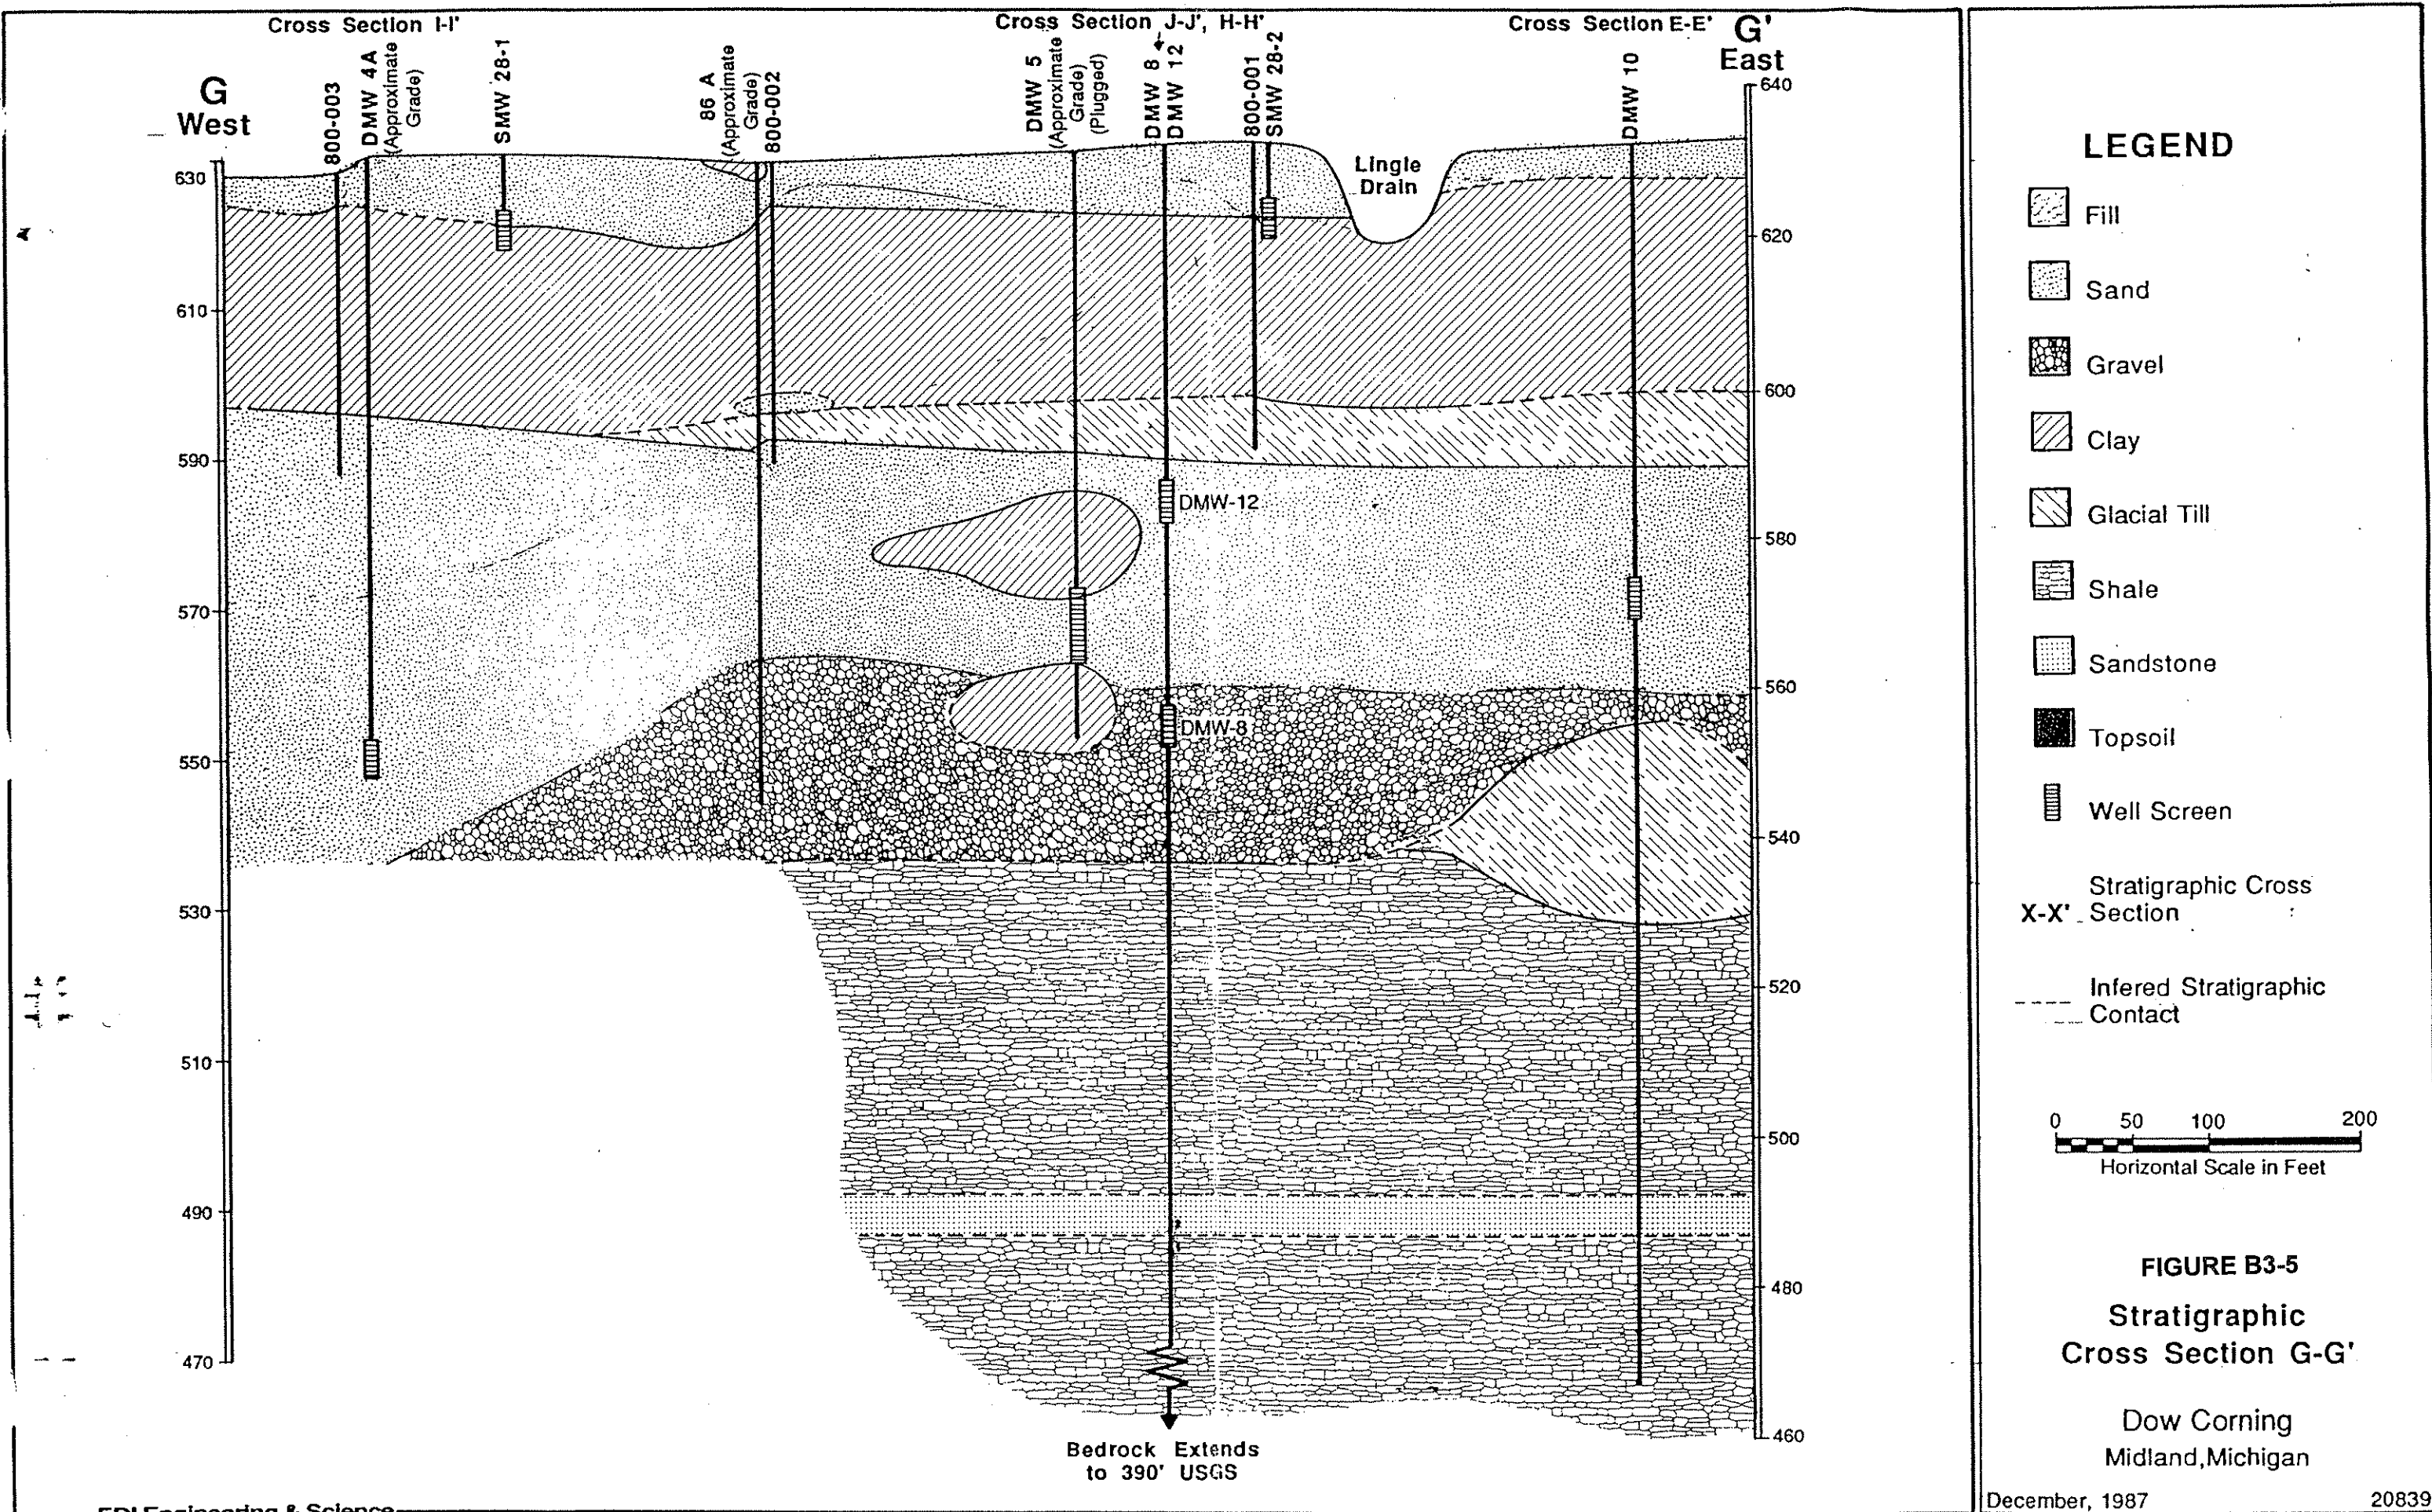 Cross Section I-I'
Cross Section J-J', H-H'
Cross Section E-E'
G
West
G'
East
800-003
DMW 4A
(Approximate
Grade)
SMW 28-1
86 A
(Approximate
Grade)
800-002
DMW 5
(Approximate
Grade)
(Plugged)
DMW 8
DMW 12
800-001
SMW 28-2
DMW 10
Lingle
Drain
630
610
590
570
550
530
510
490
470
640
620
600
580
560
540
520
500
480
460
DMW-12
DMW-8
Bedrock Extends
to 390' USGS
LEGEND
Fill
Sand
Gravel
Clay
Glacial Till
Shale
Sandstone
Topsoil
Well Screen
Stratigraphic Cross
X-X' Section
Infered Stratigraphic
Contact
0 50 100 200
Horizontal Scale in Feet
FIGURE B3-5
Stratigraphic
Cross Section G-G'
Dow Corning
Midland,Michigan
December, 1987 20839
EDI Engineering & Science